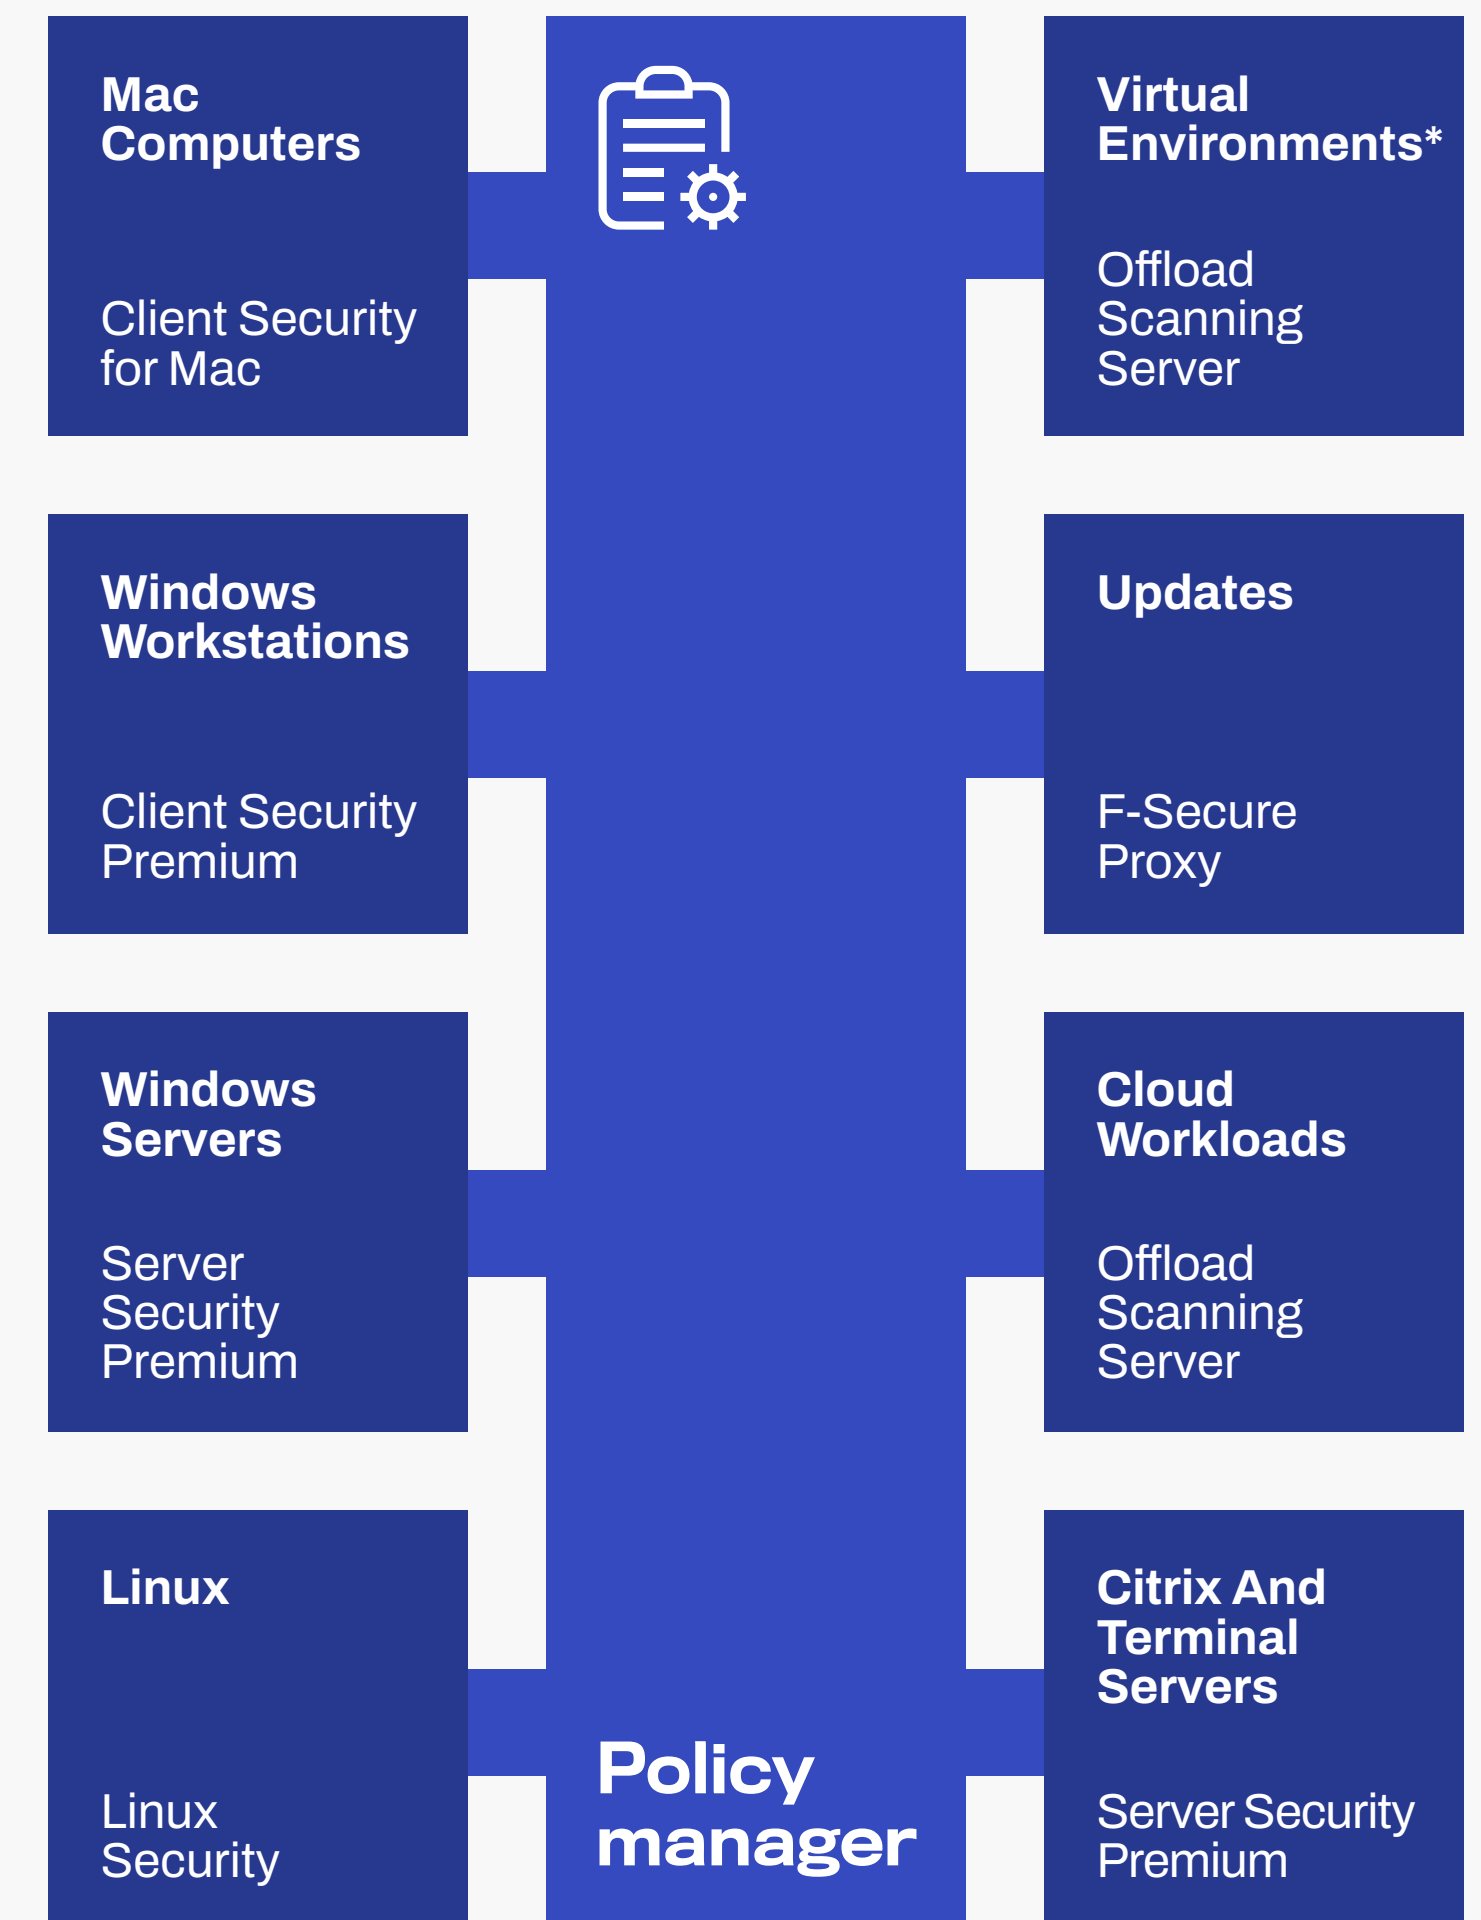 Mac
Computers
Client Security
for Mac
Windows
Workstations
Client Security
Premium
Windows
Servers
Server
Security
Premium
Linux
Linux
Security
Policy
manager
Virtual
Environments*
Offload
Scanning
Server
Updates
F-Secure
Proxy
Cloud
Workloads
Offload
Scanning
Server
Citrix And
Terminal
Servers
Server Security
Premium